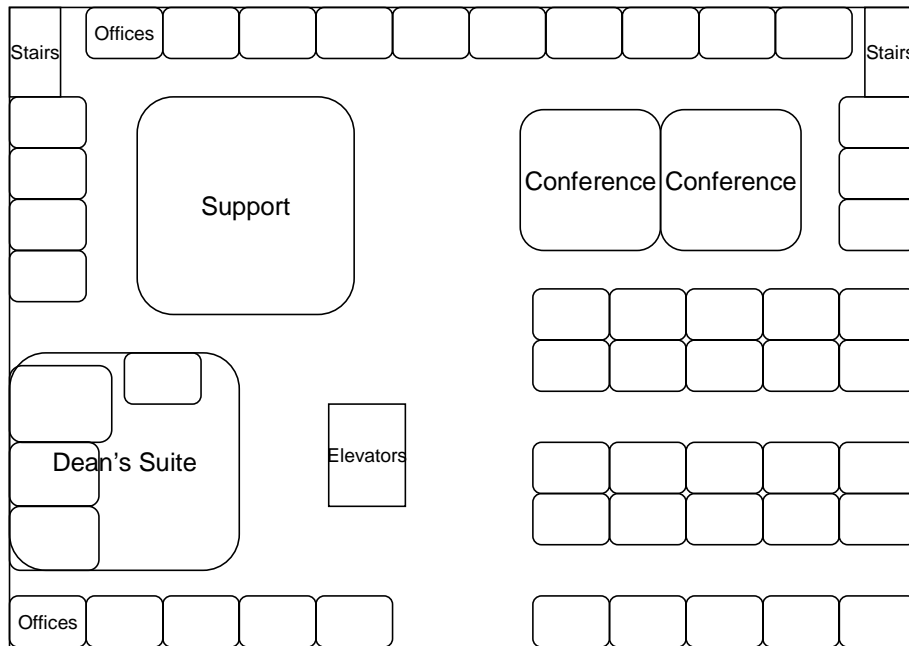 Offices
Stairs
Stairs
Support
Conference
Conference
Dean's Suite
Elevators
Offices